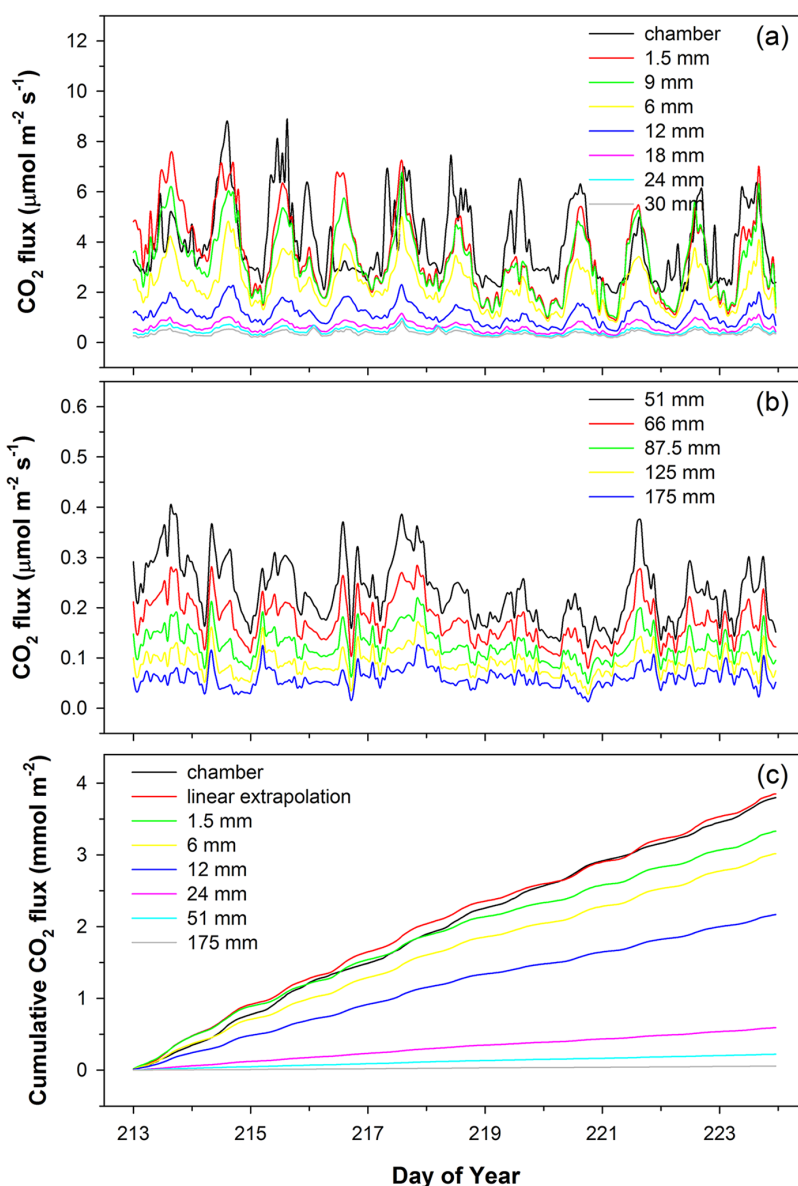 (a)
chamber
1.5 mm
9 mm
6 mm
12 mm
18 mm
24 mm
30 mm
12
10
8
6
4
2
0
CO₂ flux (μmol m⁻² s⁻¹)
(b)
51 mm
66 mm
87.5 mm
125 mm
175 mm
0.6
0.5
0.4
0.3
0.2
0.1
0.0
CO₂ flux (μmol m⁻² s⁻¹)
(c)
chamber
linear extrapolation
1.5 mm
6 mm
12 mm
24 mm
51 mm
175 mm
4
3
2
1
0
Cumulative CO₂ flux (mmol m⁻²)
213 215 217 219 221 223
Day of Year